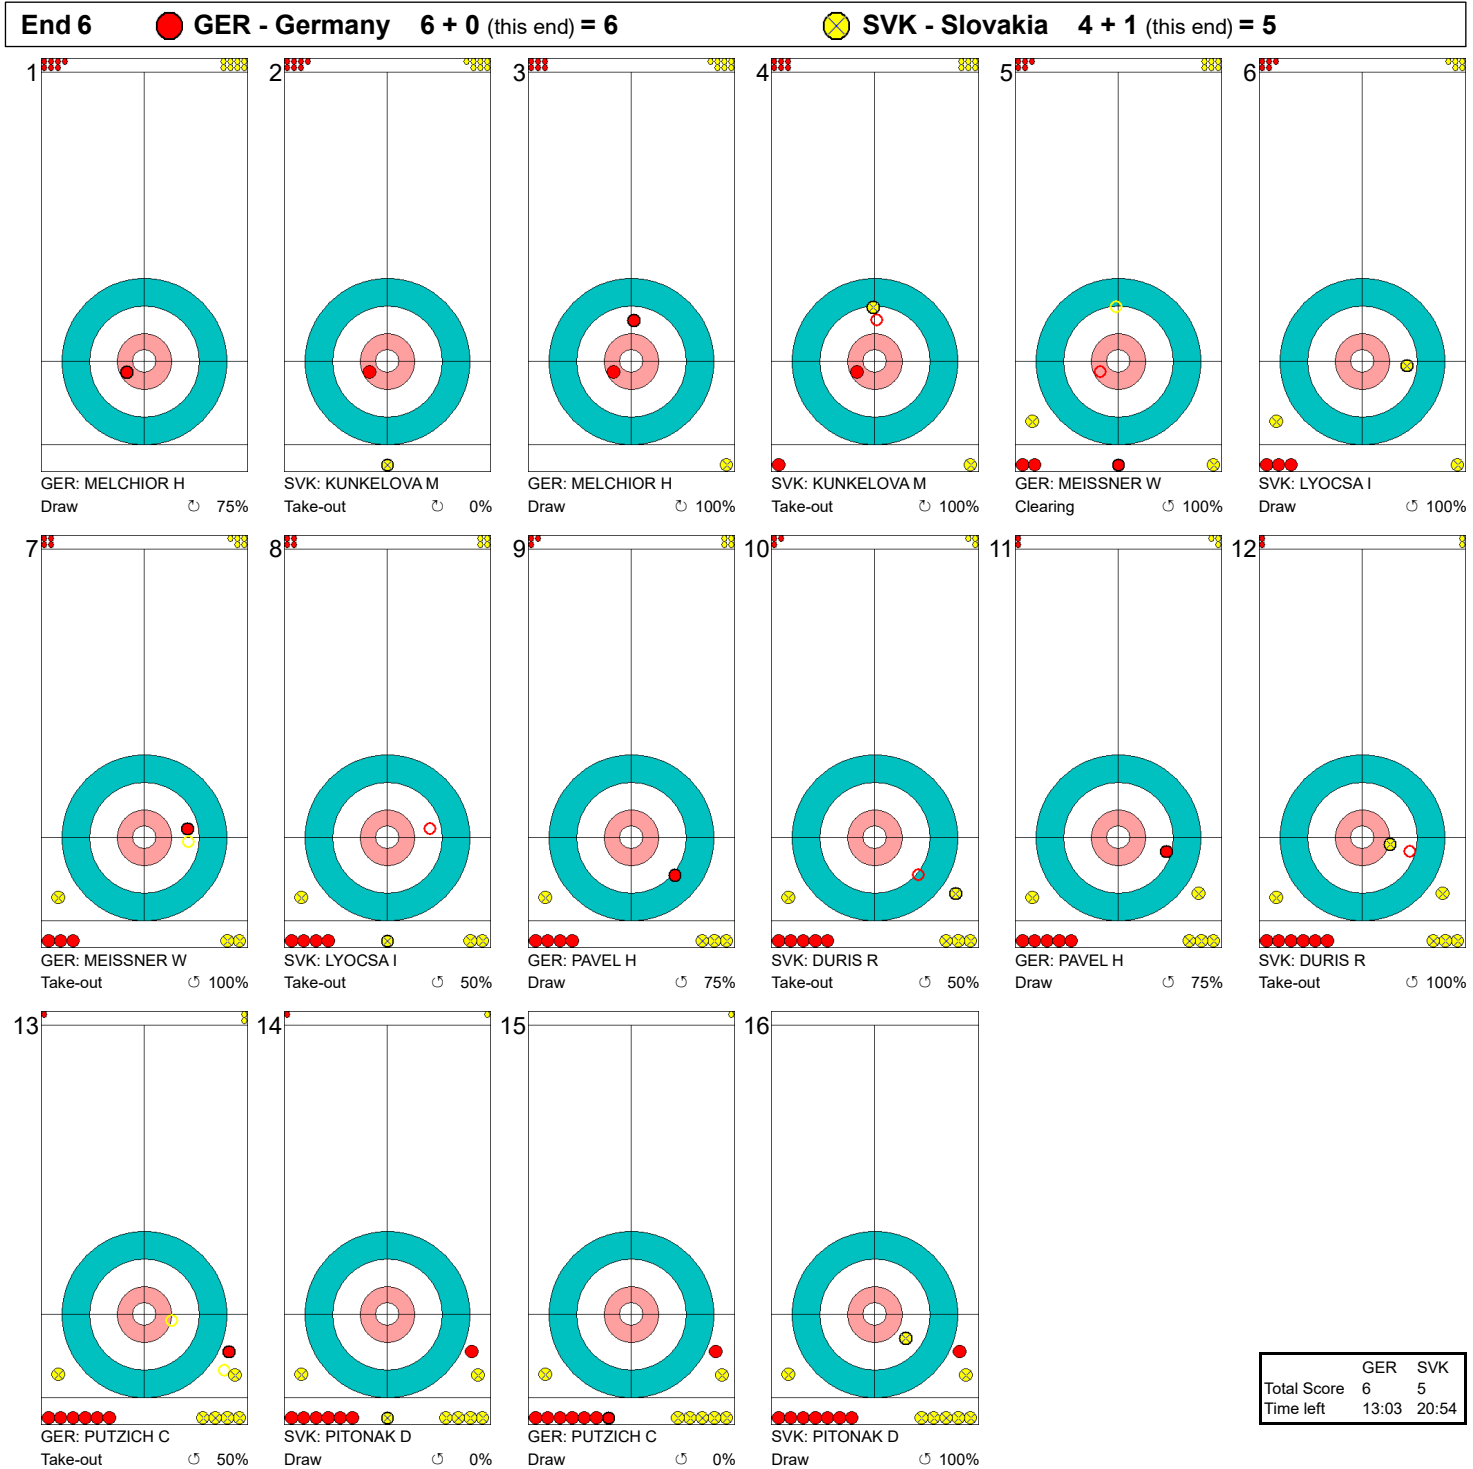 End 6 GER - Germany 6 + 0 (this end) = 6 SVK - Slovakia 4 + 1 (this end) = 5
1 2 3 4 5 6
GER: MELCHIOR H SVK: KUNKELOVA M GER: MELCHIOR H SVK: KUNKELOVA M GER: MEISSNER W SVK: LYOCSA I
Draw ↻ 75% Take-out ↻ 0% Draw ↺ 100% Take-out ↻ 100% Clearing ↺ 100% Draw ↺ 100%
7 8 9 10 11 12
GER: MEISSNER W SVK: LYOCSA I GER: PAVEL H SVK: DURIS R GER: PAVEL H SVK: DURIS R
Take-out ↺ 100% Take-out ↺ 50% Draw ↺ 75% Take-out ↺ 50% Draw ↺ 75% Take-out ↺ 100%
13 14 15 16
GER SVK
Total Score 6 5
Time left 13:03 20:54
GER: PUTZICH C SVK: PITONAK D GER: PUTZICH C SVK: PITONAK D
Take-out ↺ 50% Draw ↺ 0% Draw ↺ 0% Draw ↺ 100%